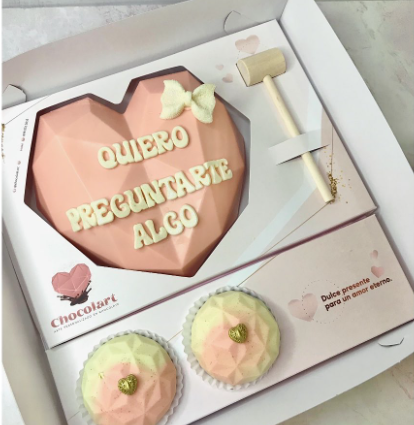 QUIERO
PREGUNTARTE
ALGO
Chocolart
Dulce presente
para un amor eterno.